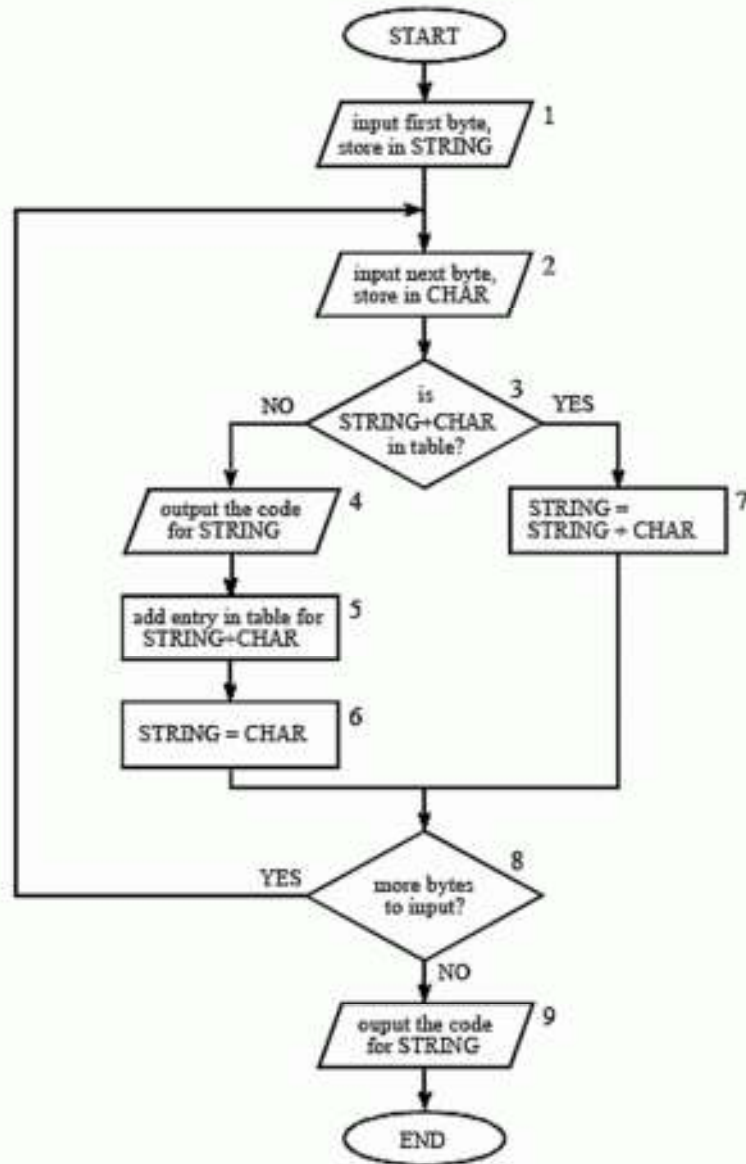 START
1
input first byte,
store in STRING
2
input next byte,
store in CHAR
3
is
STRING+CHAR
in table?
NO
YES
4
output the code
for STRING
7
STRING =
STRING + CHAR
5
add entry in table for
STRING+CHAR
6
STRING = CHAR
8
more bytes
to input?
YES
NO
9
ouput the code
for STRING
END